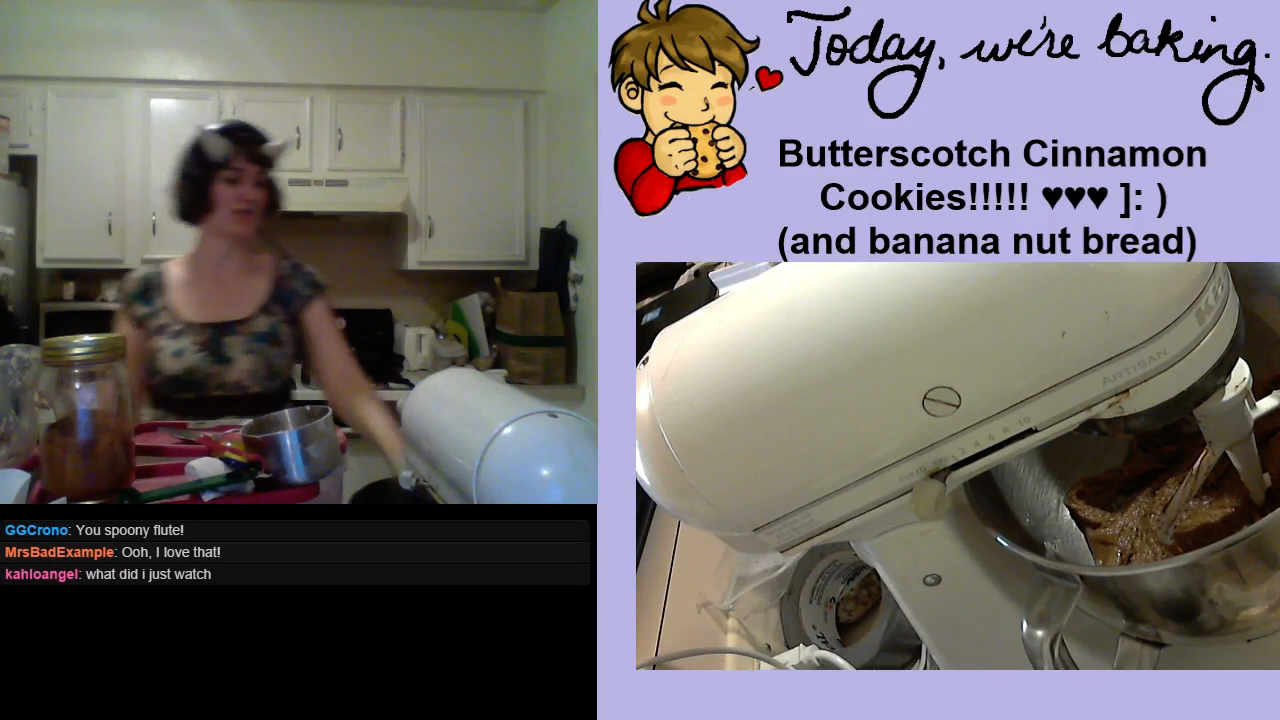 Today, we're baking.
Butterscotch Cinnamon
Cookies!!!!! ♥♥♥ ]: )
(and banana nut bread)
ARTISAN
GGCrono: You spoony flute!
MrsBadExample: Ooh, I love that!
kahloangel: what did i just watch